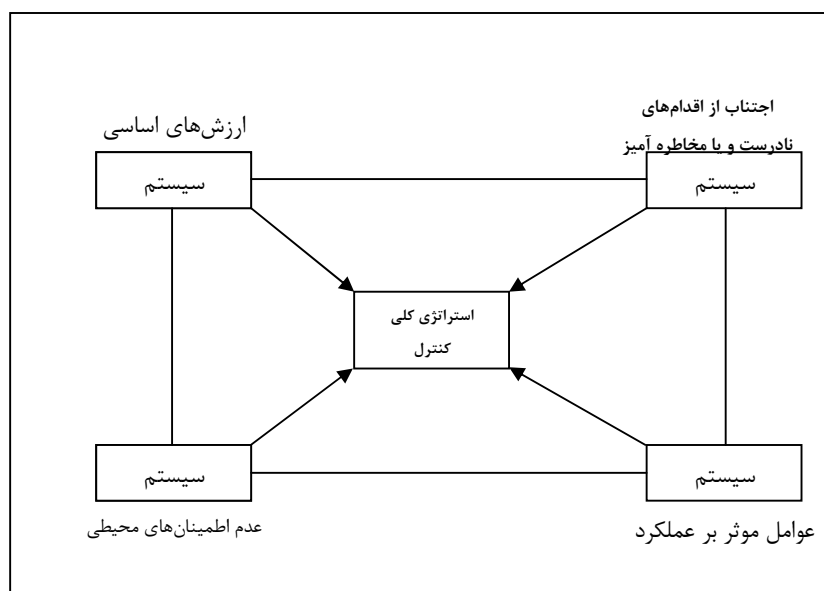 اجتناب از اقدام‌های
نادرست و یا مخاطره آمیز
سیستم
ارزش‌های اساسی
سیستم
استراتژی کلی
کنترل
سیستم
عوامل موثر بر عملکرد
سیستم
عدم اطمینان‌های محیطی